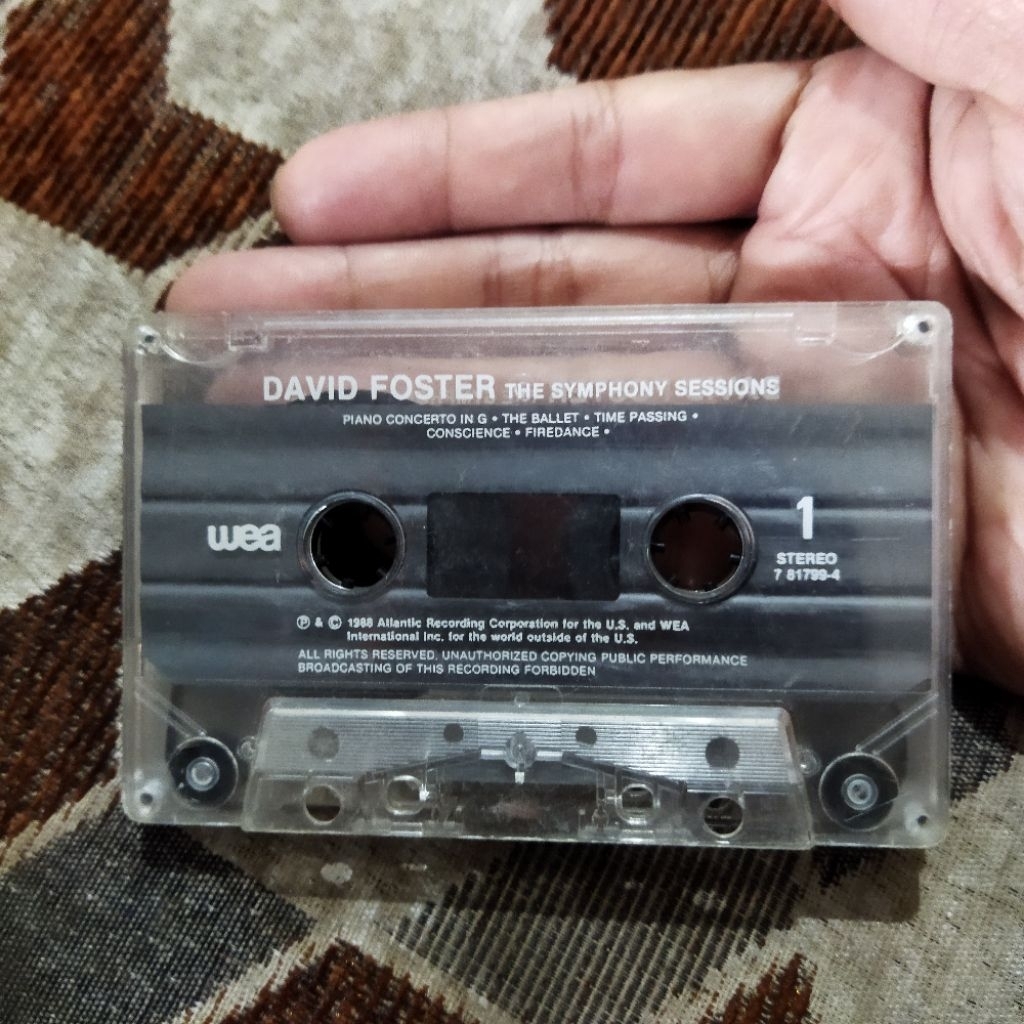 DAVID FOSTER THE SYMPHONY SESSIONS
PIANO CONCERTO IN G • THE BALLET • TIME PASSING •
CONSCIENCE • FIREDANCE •
wea
1
STEREO
7 81799-4
Ⓟ & © 1988 Atlantic Recording Corporation for the U.S. and WEA
International Inc. for the world outside of the U.S.
ALL RIGHTS RESERVED. UNAUTHORIZED COPYING PUBLIC PERFORMANCE
BROADCASTING OF THIS RECORDING FORBIDDEN